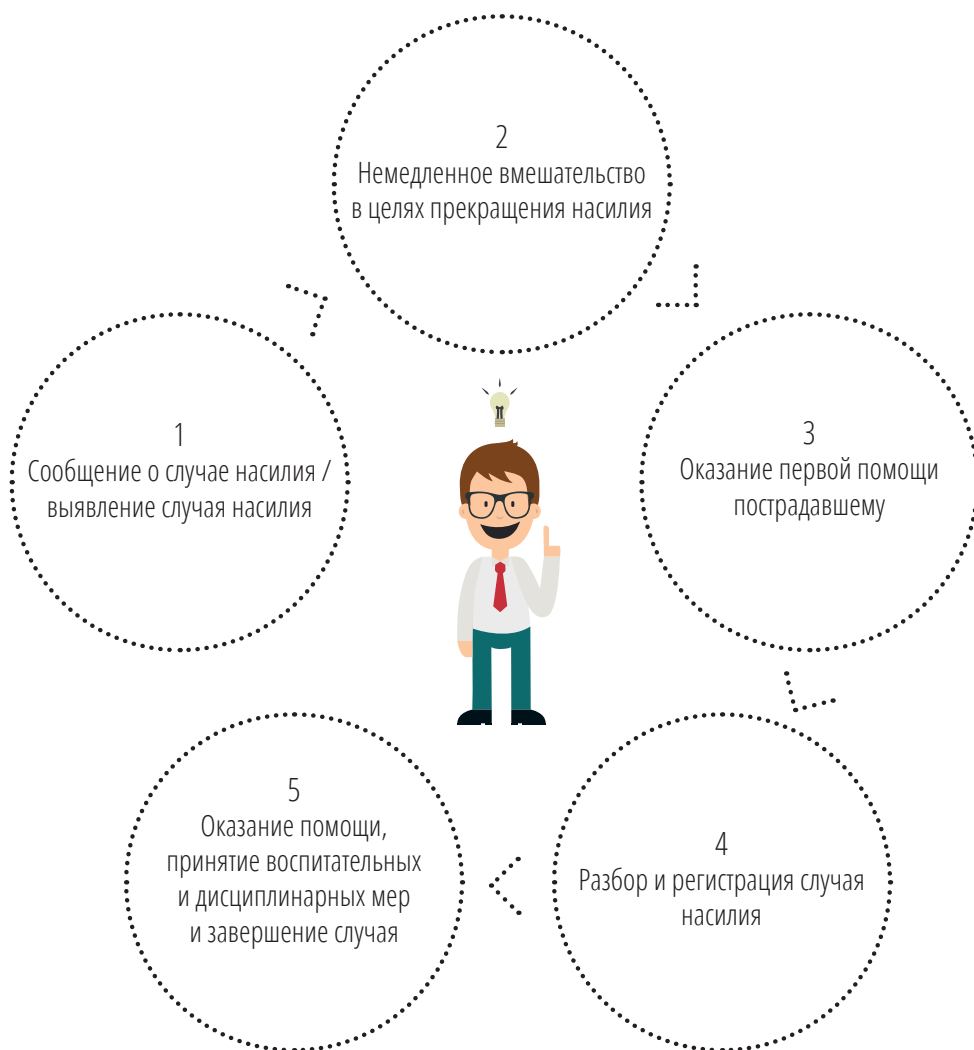 1
Сообщение о случае насилия /
выявление случая насилия
2
Немедленное вмешательство
в целях прекращения насилия
3
Оказание первой помощи
пострадавшему
4
Разбор и регистрация случая
насилия
5
Оказание помощи,
принятие воспитательных
и дисциплинарных мер
и завершение случая